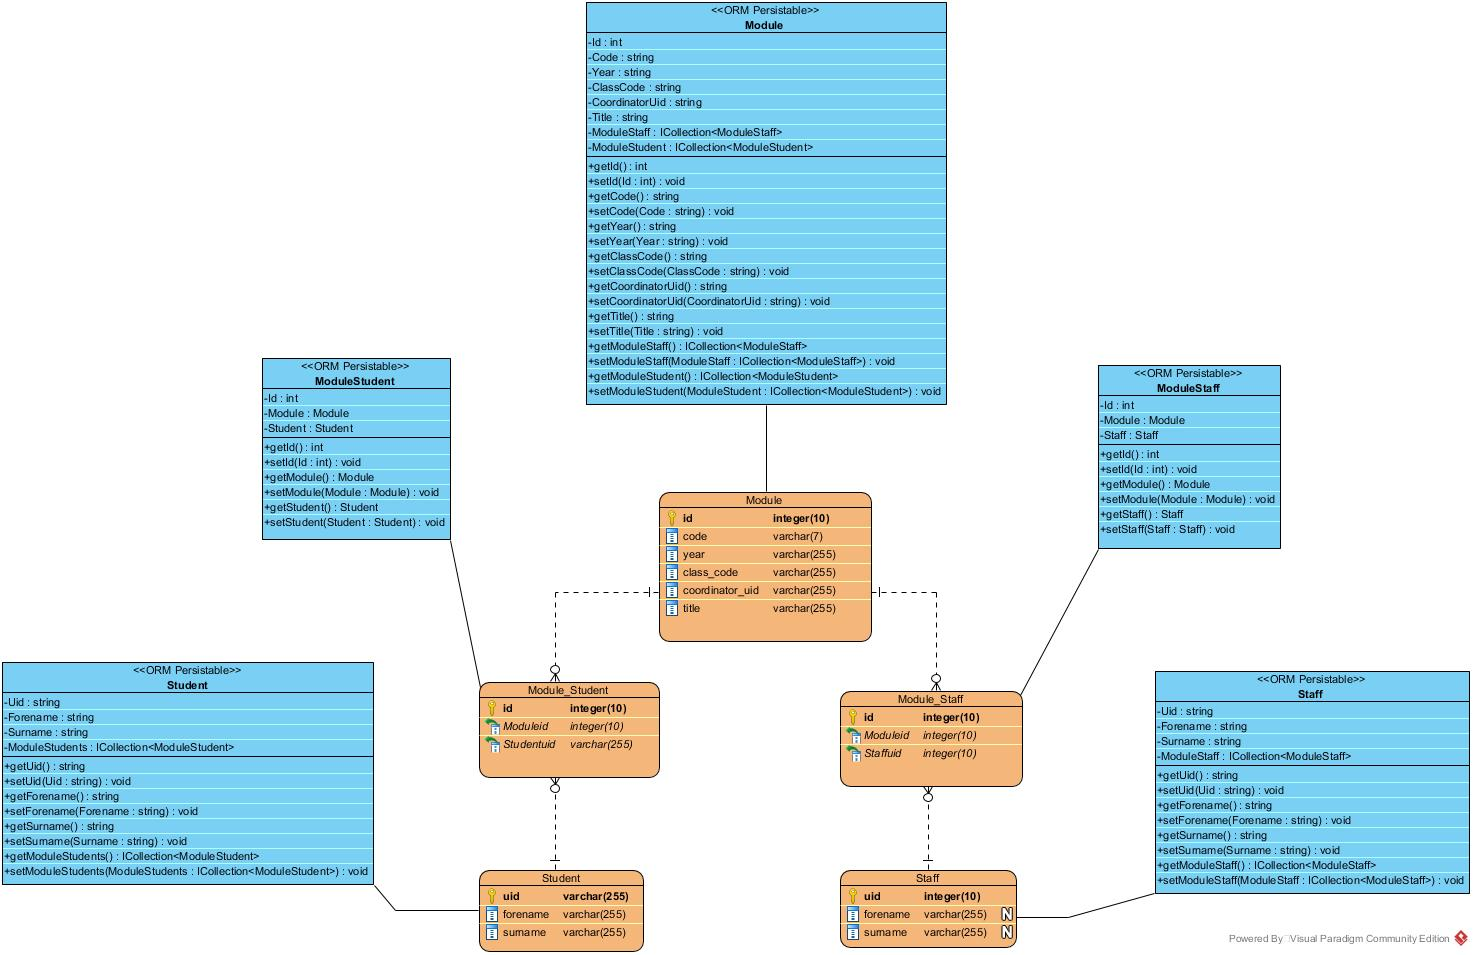 <<ORM Persistable>>
Module
-Id : int
-Code : string
-Year : string
-ClassCode : string
-CoordinatorUid : string
-Title : string
-ModuleStaff : ICollection<ModuleStaff>
-ModuleStudent : ICollection<ModuleStudent>
+getId() : int
+setId(Id : int) : void
+getCode() : string
+setCode(Code : string) : void
+getYear() : string
+setYear(Year : string) : void
+getClassCode() : string
+setClassCode(ClassCode : string) : void
+getCoordinatorUid() : string
+setCoordinatorUid(CoordinatorUid : string) : void
+getTitle() : string
+setTitle(Title : string) : void
+getModuleStaff() : ICollection<ModuleStaff>
+setModuleStaff(ModuleStaff : ICollection<ModuleStaff>) : void
+getModuleStudent() : ICollection<ModuleStudent>
+setModuleStudent(ModuleStudent : ICollection<ModuleStudent>) : void
<<ORM Persistable>>
ModuleStudent
-Id : int
-Module : Module
-Student : Student
+getId() : int
+setId(Id : int) : void
+getModule() : Module
+setModule(Module : Module) : void
+getStudent() : Student
+setStudent(Student : Student) : void
<<ORM Persistable>>
ModuleStaff
-Id : int
-Module : Module
-Staff : Staff
+getId() : int
+setId(Id : int) : void
+getModule() : Module
+setModule(Module : Module) : void
+getStaff() : Staff
+setStaff(Staff : Staff) : void
Module
id integer(10)
code varchar(7)
year varchar(255)
class_code varchar(255)
coordinator_uid varchar(255)
title varchar(255)
<<ORM Persistable>>
Student
-Uid : string
-Forename : string
-Surname : string
-ModuleStudents : ICollection<ModuleStudent>
+getUid() : string
+setUid(Uid : string) : void
+getForename() : string
+setForename(Forename : string) : void
+getSurname() : string
+setSurname(Surname : string) : void
+getModuleStudents() : ICollection<ModuleStudent>
+setModuleStudents(ModuleStudents : ICollection<ModuleStudent>) : void
Module_Student
id integer(10)
Moduleid integer(10)
Studentuid varchar(255)
Module_Staff
id integer(10)
Moduleid integer(10)
Staffuid integer(10)
<<ORM Persistable>>
Staff
-Uid : string
-Forename : string
-Surname : string
-ModuleStaff : ICollection<ModuleStaff>
+getUid() : string
+setUid(Uid : string) : void
+getForename() : string
+setForename(Forename : string) : void
+getSurname() : string
+setSurname(Surname : string) : void
+getModuleStaff() : ICollection<ModuleStaff>
+setModuleStaff(ModuleStaff : ICollection<ModuleStaff>) : void
Student
uid varchar(255)
forename varchar(255)
surname varchar(255)
Staff
uid integer(10)
forename varchar(255) N
surname varchar(255) N
Powered By Visual Paradigm Community Edition